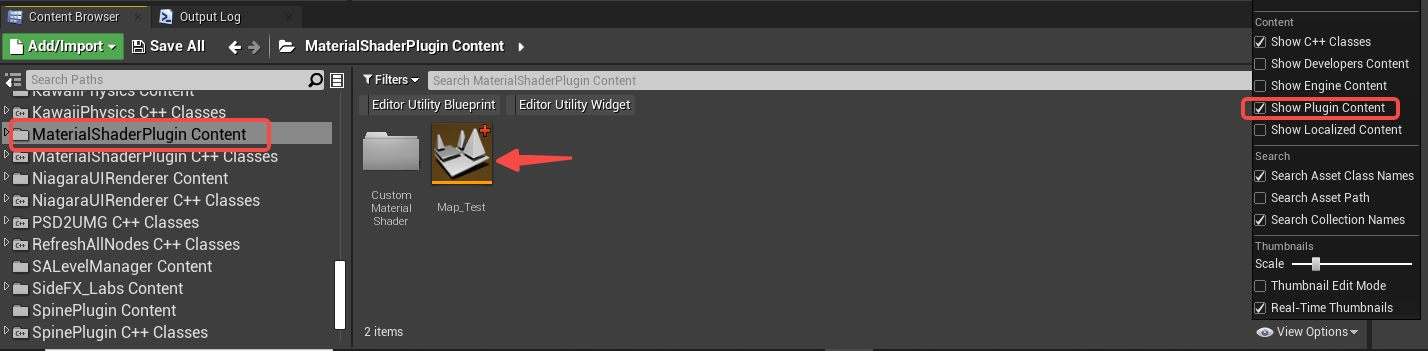 Content Browser
Output Log
Add/Import
Save All
MaterialShaderPlugin Content
Search Paths
KawaiiPhysics Content
KawaiiPhysics C++ Classes
MaterialShaderPlugin Content
MaterialShaderPlugin C++ Classes
NiagaraUIRenderer Content
NiagaraUIRenderer C++ Classes
PSD2UMG C++ Classes
RefreshAllNodes C++ Classes
SALevelManager Content
SideFX_Labs Content
SpinePlugin Content
SpinePlugin C++ Classes
Filters
Search MaterialShaderPlugin Content
Editor Utility Blueprint
Editor Utility Widget
Custom
Material
Shader
Map_Test
2 items
Content
Show C++ Classes
Show Developers Content
Show Engine Content
Show Plugin Content
Show Localized Content
Search
Search Asset Class Names
Search Asset Path
Search Collection Names
Thumbnails
Scale
Thumbnail Edit Mode
Real-Time Thumbnails
View Options